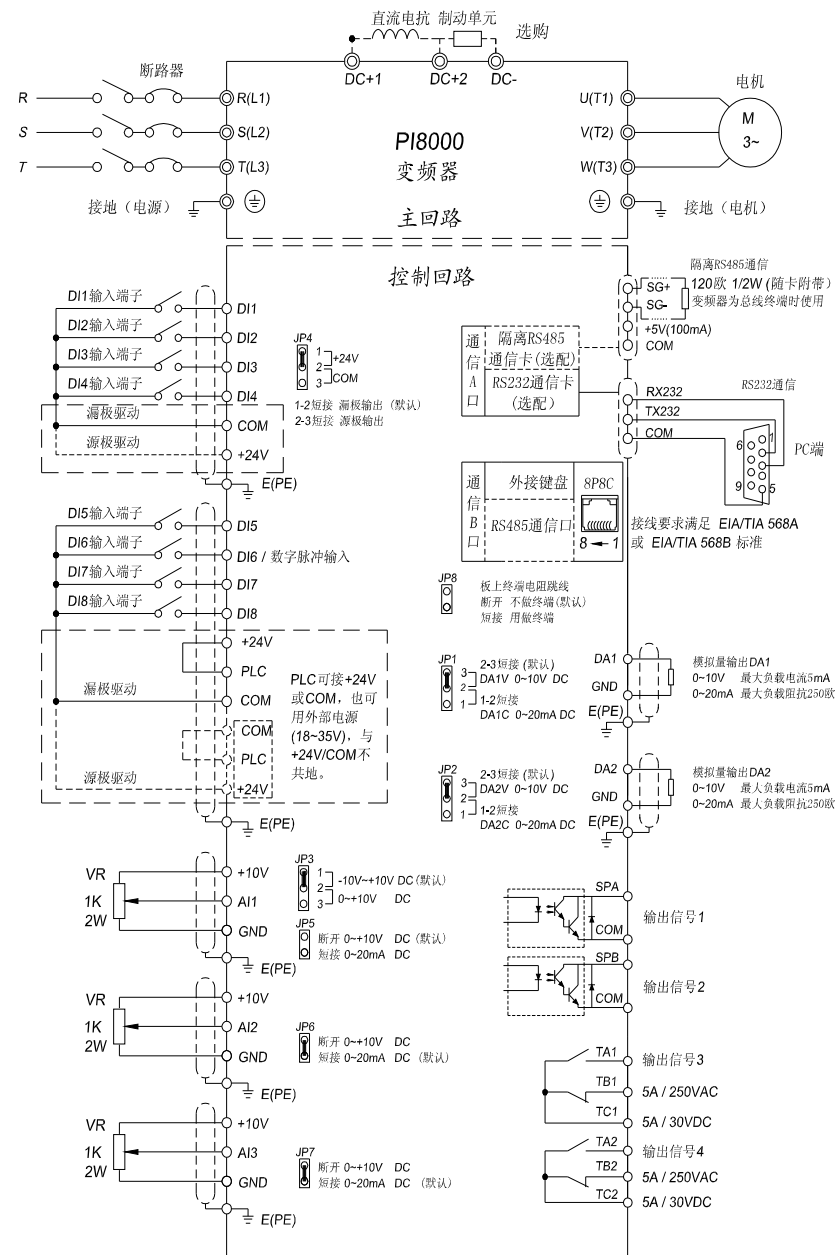 直流电抗 制动单元 选购
断路器
DC+1 DC+2 DC-
电机
R R(L1) U(T1)
S S(L2) V(T2) M
T T(L3) W(T3) 3~
PI8000
变频器
接地（电源） 接地（电机）
主回路
控制回路
隔离RS485通信
SG+ 120欧 1/2W (随卡附带)
SG- 变频器为总线终端时使用
+5V(100mA)
COM
DI1输入端子 DI1
DI2输入端子 DI2
DI3输入端子 DI3
DI4输入端子 DI4
漏极驱动 COM
源极驱动 +24V
E(PE)
JP4
1 +24V
2 COM
3
1-2短接 漏极输出 (默认)
2-3短接 源极输出
通信A口
隔离RS485
通信卡(选配)
RS232通信卡
(选配)
RX232 RS232通信
TX232
COM
6 1
9 5
PC端
通信B口
外接键盘 8P8C
RS485通信口
8 1
接线要求满足 EIA/TIA 568A
或 EIA/TIA 568B 标准
DI5输入端子 DI5
DI6输入端子 DI6 / 数字脉冲输入
DI7输入端子 DI7
DI8输入端子 DI8
JP8
板上终端电阻跳线
断开 不做终端(默认)
短接 用做终端
+24V
PLC
漏极驱动 COM
COM
PLC
源极驱动 +24V
E(PE)
PLC可接+24V
或COM，也可
用外部电源
(18~35V)，与
+24V/COM不
共地。
JP1
3
2
1
2-3短接 (默认)
DA1V 0~10V DC
1-2短接
DA1C 0~20mA DC
DA1
GND
E(PE)
模拟量输出DA1
0~10V 最大负载电流5mA
0~20mA 最大负载阻抗250欧
JP2
3
2
1
2-3短接 (默认)
DA2V 0~10V DC
1-2短接
DA2C 0~20mA DC
DA2
GND
E(PE)
模拟量输出DA2
0~10V 最大负载电流5mA
0~20mA 最大负载阻抗250欧
VR +10V
1K AI1
2W GND
E(PE)
JP3
1
2
3
-10V~+10V DC (默认)
0~+10V DC
JP5
断开 0~+10V DC (默认)
短接 0~20mA DC
SPA
COM
输出信号1
SPB
COM
输出信号2
VR +10V
1K AI2
2W GND
E(PE)
JP6
断开 0~+10V DC
短接 0~20mA DC (默认)
TA1 输出信号3
TB1 5A / 250VAC
TC1 5A / 30VDC
VR +10V
1K AI3
2W GND
E(PE)
JP7
断开 0~+10V DC
短接 0~20mA DC (默认)
TA2 输出信号4
TB2 5A / 250VAC
TC2 5A / 30VDC